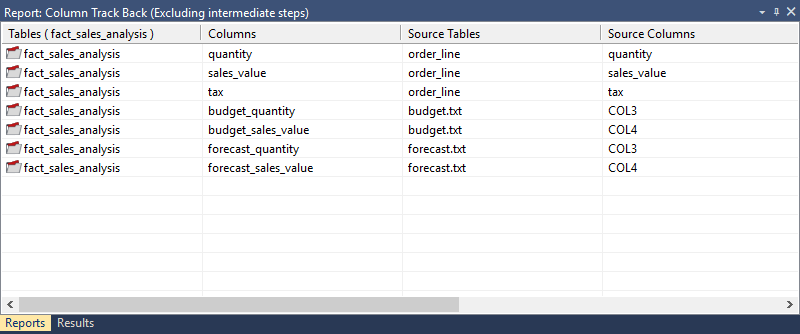 Report: Column Track Back (Excluding intermediate steps)
Tables ( fact_sales_analysis ) Columns Source Tables Source Columns
fact_sales_analysis quantity order_line quantity
fact_sales_analysis sales_value order_line sales_value
fact_sales_analysis tax order_line tax
fact_sales_analysis budget_quantity budget.txt COL3
fact_sales_analysis budget_sales_value budget.txt COL4
fact_sales_analysis forecast_quantity forecast.txt COL3
fact_sales_analysis forecast_sales_value forecast.txt COL4
Reports Results